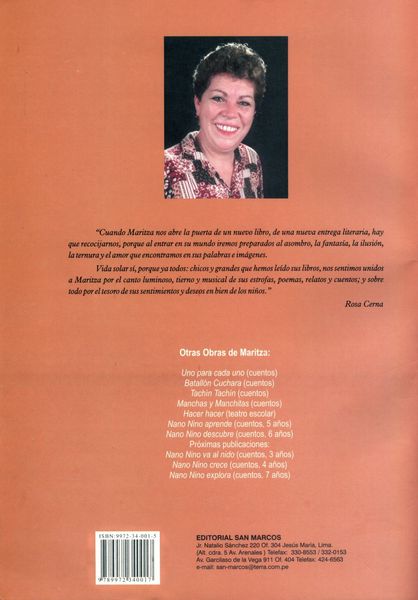 “Cuando Maritza nos abre la puerta de un nuevo libro, de una nueva entrega literaria, hay
que recocijarnos, porque al entrar en su mundo iremos preparados al asombro, la fantasía, la ilusión,
la ternura y el amor que encontramos en sus palabras e imágenes.
Vida solar sí, porque ya todos: chicos y grandes que hemos leído sus libros, nos sentimos unidos
a Maritza por el canto luminoso, tierno y musical de sus estrofas, poemas, relatos y cuentos; y sobre
todo por el tesoro de sus sentimientos y deseos en bien de los niños.”
Rosa Cerna
Otras Obras de Maritza:
Uno para cada uno (cuentos)
Batallón Cuchara (cuentos)
Tachín Tachín (cuentos)
Manchas y Manchitas (cuentos)
Hacer hacer (teatro escolar)
Nano Nino aprende (cuentos, 5 años)
Nano Nino descubre (cuentos, 6 años)
Próximas publicaciones:
Nano Nino va al nido (cuentos, 3 años)
Nano Nino crece (cuentos, 4 años)
Nano Nino explora (cuentos, 7 años)
ISBN: 9972-34-001-5
9 789972 340017
EDITORIAL SAN MARCOS
Jr. Natalio Sánchez 220 Of. 304 Jesús María, Lima.
(Alt. cdra. 5 Av. Arenales ) Telefax: 330-8553 / 332-0153
Av. Garcilaso de la Vega 911 Of. 404 Telefax 424-6563
e-mail: san-marcos@terra.com.pe